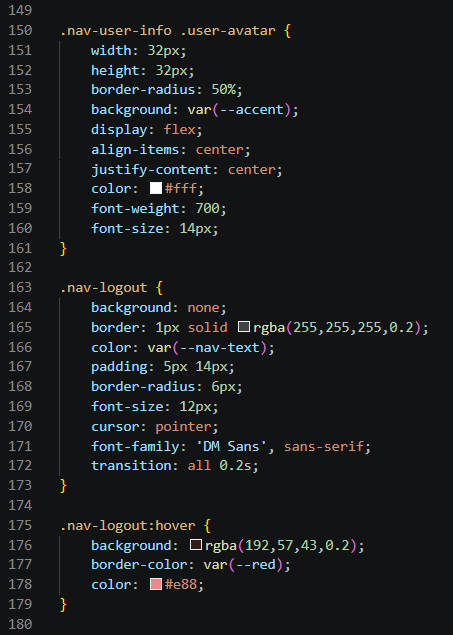 149
150 .nav-user-info .user-avatar {
151     width: 32px;
152     height: 32px;
153     border-radius: 50%;
154     background: var(--accent);
155     display: flex;
156     align-items: center;
157     justify-content: center;
158     color: #fff;
159     font-weight: 700;
160     font-size: 14px;
161 }
162
163 .nav-logout {
164     background: none;
165     border: 1px solid rgba(255,255,255,0.2);
166     color: var(--nav-text);
167     padding: 5px 14px;
168     border-radius: 6px;
169     font-size: 12px;
170     cursor: pointer;
171     font-family: 'DM Sans', sans-serif;
172     transition: all 0.2s;
173 }
174
175 .nav-logout:hover {
176     background: rgba(192,57,43,0.2);
177     border-color: var(--red);
178     color: #e88;
179 }
180